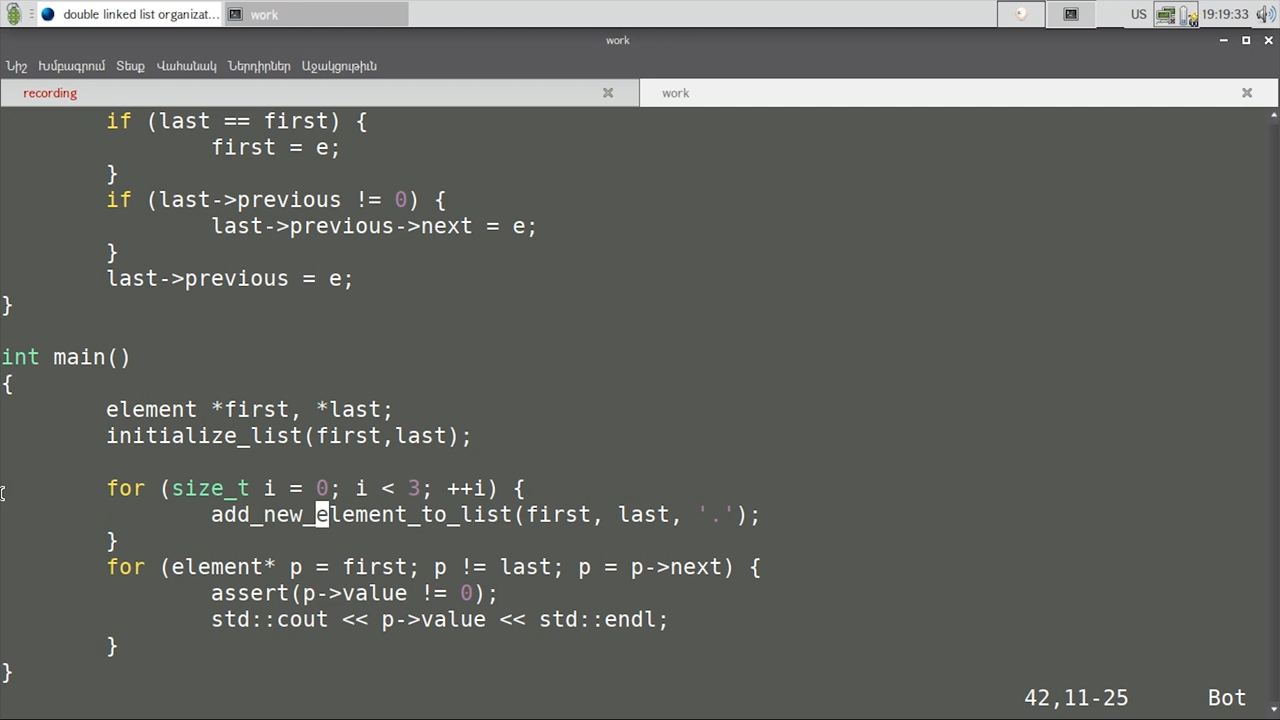 double linked list organizat...
work
US
19:19:33
work
Նիշ Խմբագրում Տեսք Վահանակ Ներդիրներ Աջակցութիւն
recording
work
if (last == first) {
first = e;
}
if (last->previous != 0) {
last->previous->next = e;
}
last->previous = e;
}
int main()
{
element *first, *last;
initialize_list(first,last);
for (size_t i = 0; i < 3; ++i) {
add_new_element_to_list(first, last, '.');
}
for (element* p = first; p != last; p = p->next) {
assert(p->value != 0);
std::cout << p->value << std::endl;
}
}
42,11-25 Bot